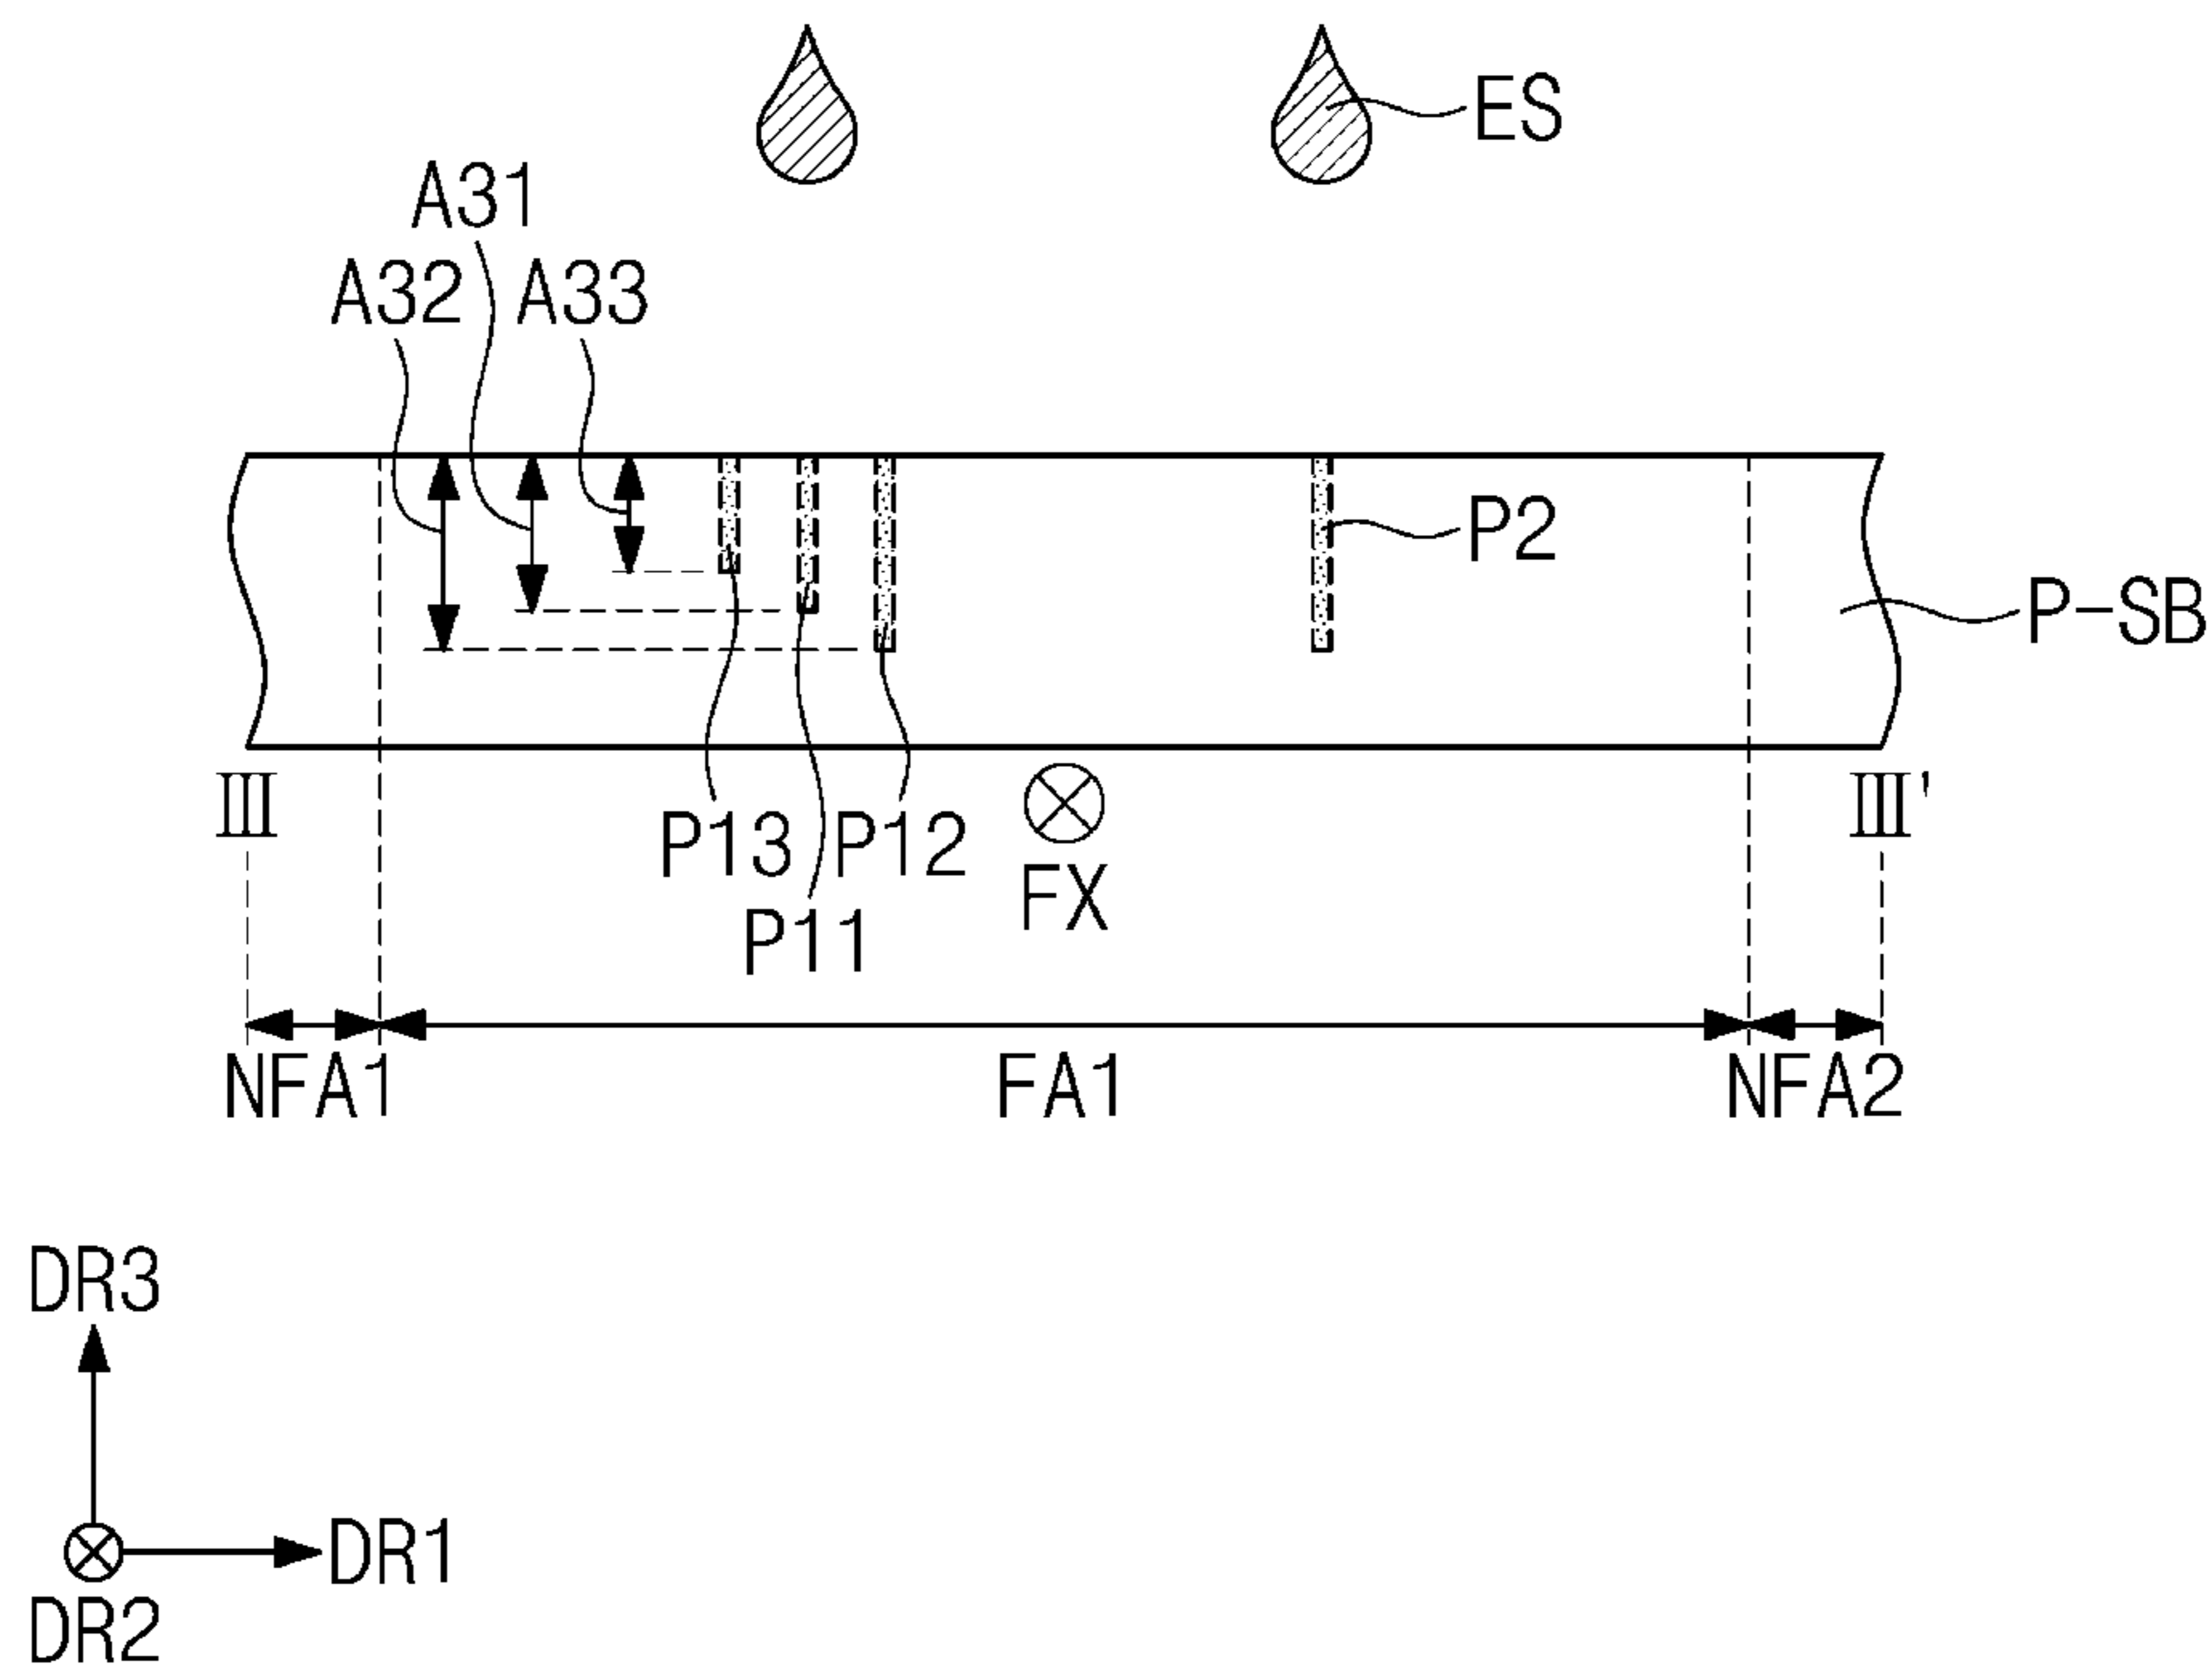 ES
A31
A32 A33
P2
P-SB
III III'
P13 P12
FX
P11
NFA1 FA1 NFA2
DR3
DR1
DR2